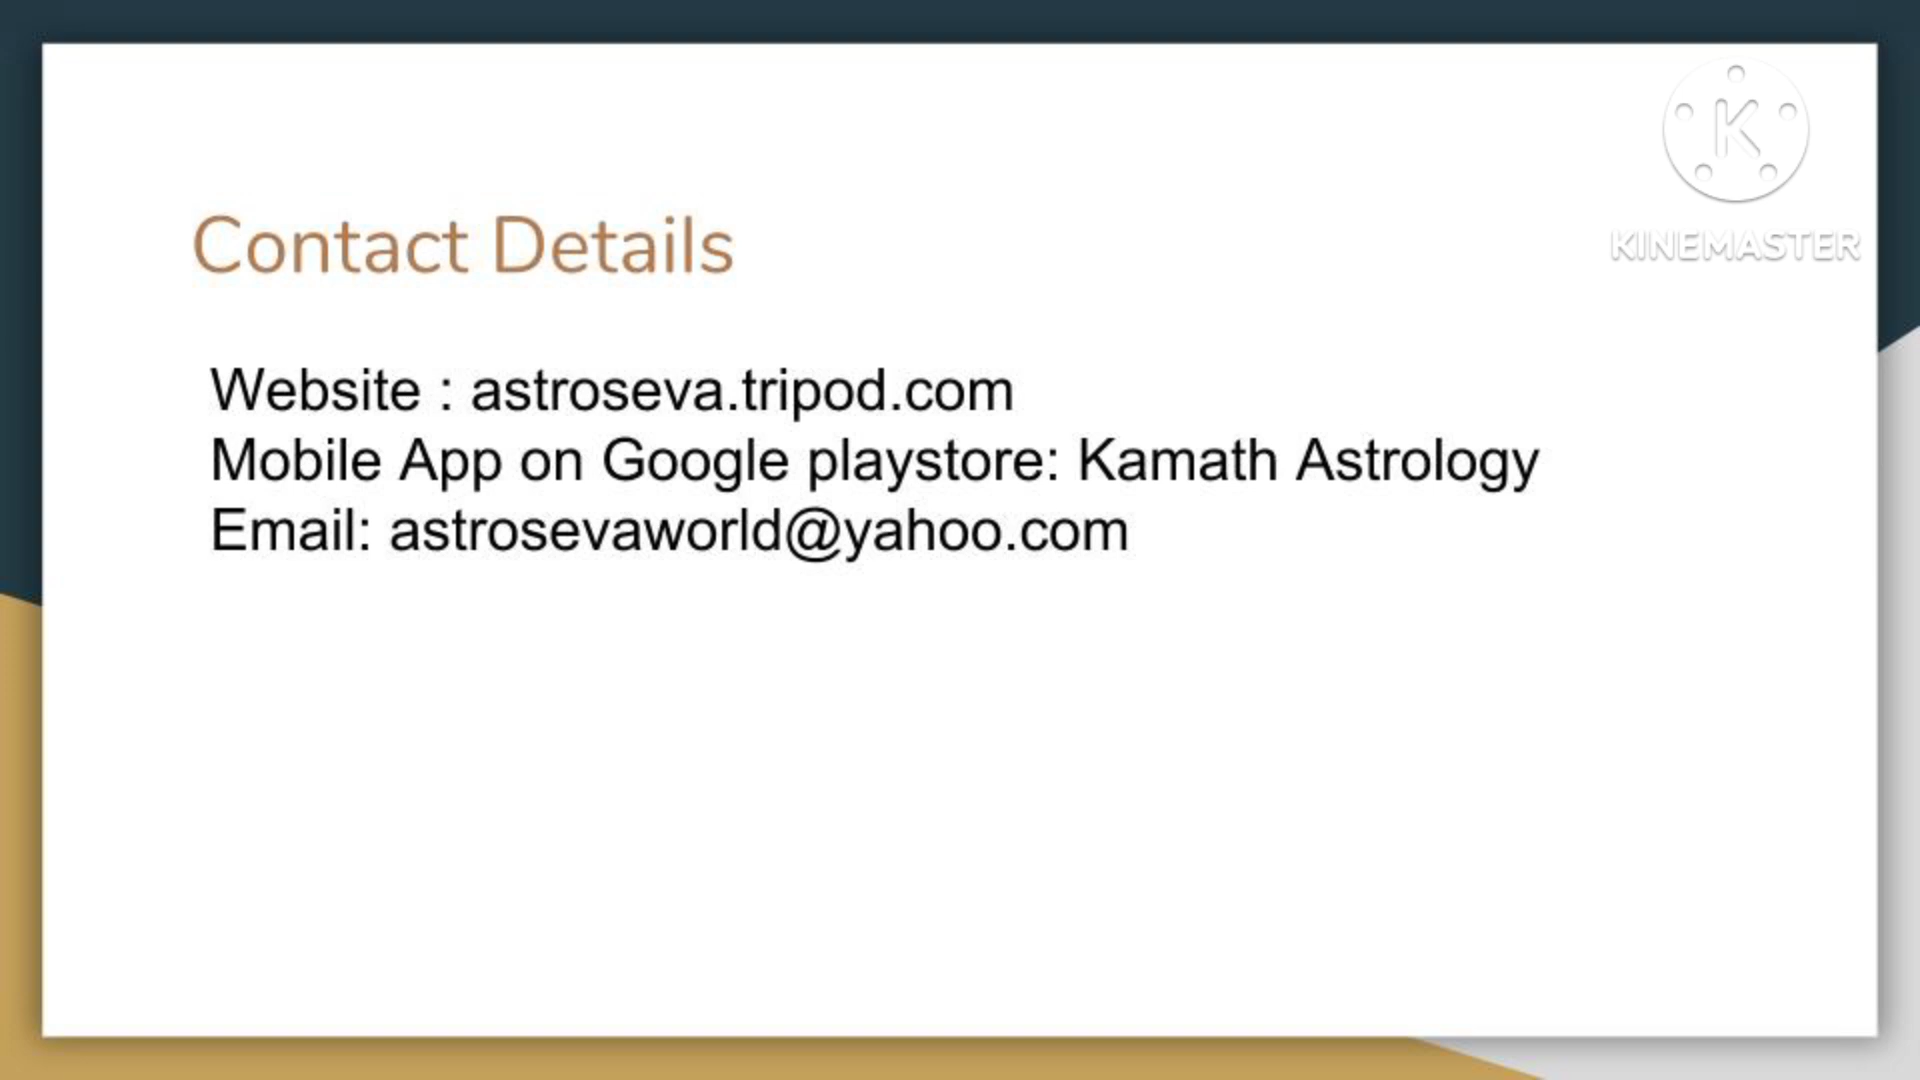 K
KINEMASTER
Contact Details
Website : astroseva.tripod.com
Mobile App on Google playstore: Kamath Astrology
Email: astrosevaworld@yahoo.com